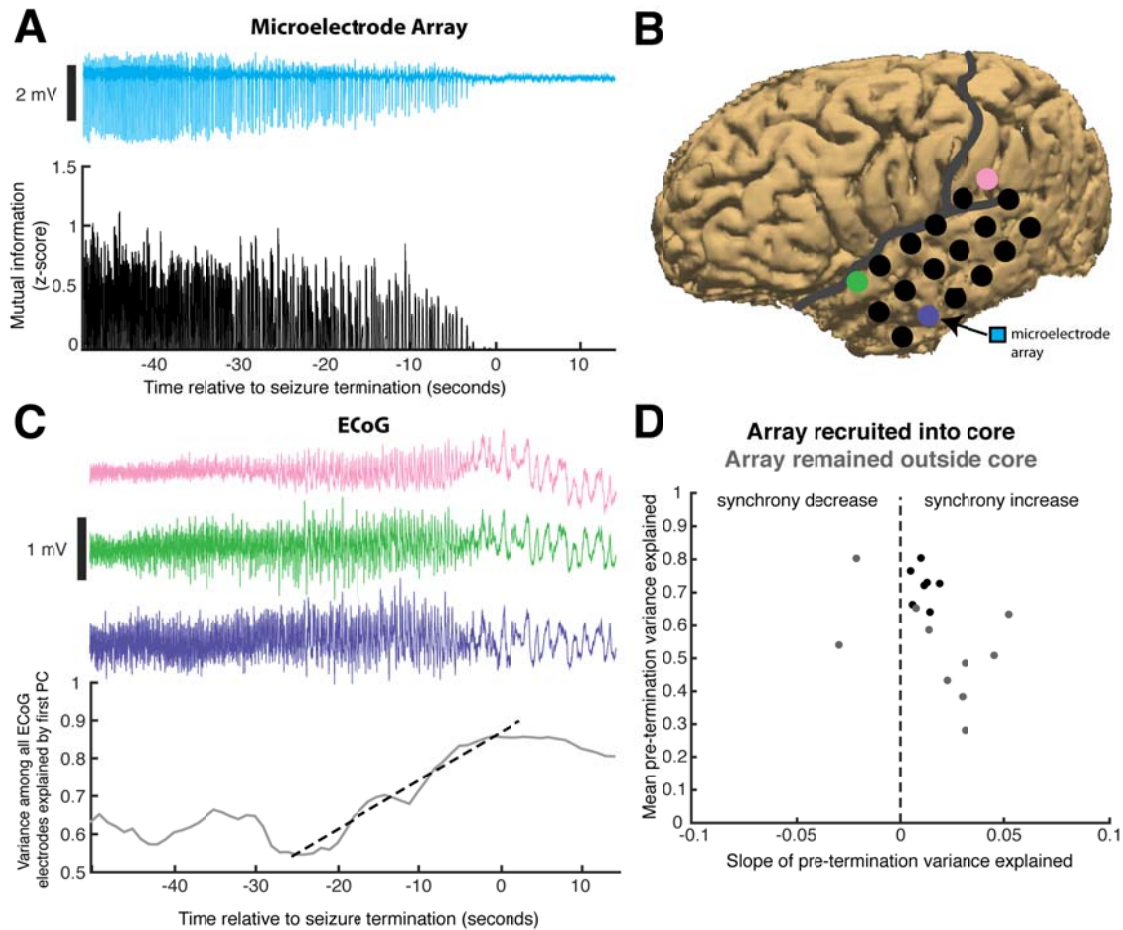 A
Microelectrode Array
2 mV
1.5
1
0.5
0
Mutual information
(z-score)
-40
-30
-20
-10
0
10
Time relative to seizure termination (seconds)
B
microelectrode
array
C
ECoG
1 mV
1
0.9
0.8
0.7
0.6
0.5
Variance among all ECoG
electrodes explained by first PC
-40
-30
-20
-10
0
10
Time relative to seizure termination (seconds)
D
Array recruited into core
Array remained outside core
synchrony decrease
synchrony increase
1
0.9
0.8
0.7
0.6
0.5
0.4
0.3
0.2
0.1
0
Mean pre-termination variance explained
-0.1
-0.05
0
0.05
0.1
Slope of pre-termination variance explained